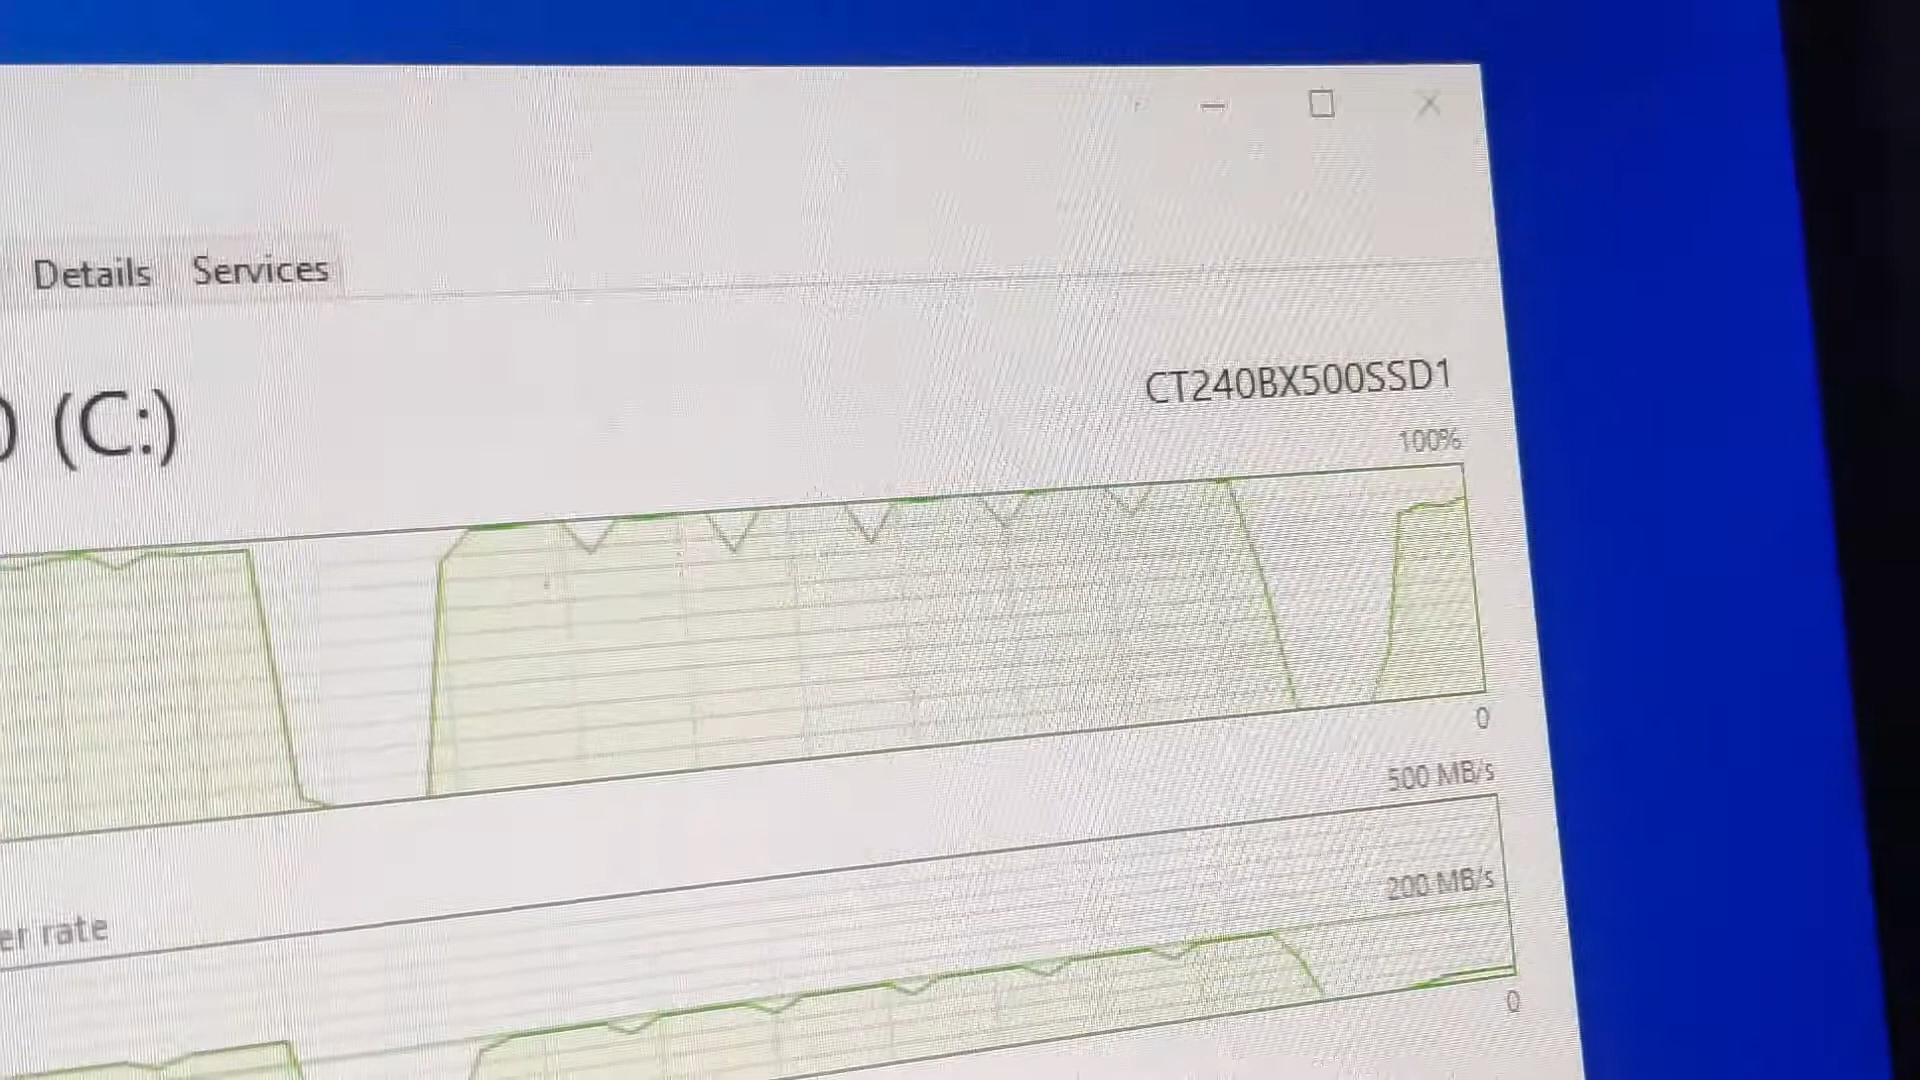 Details Services
(C:)
CT240BX500SSD1
100%
0
500 MB/s
200 MB/s
rate
0